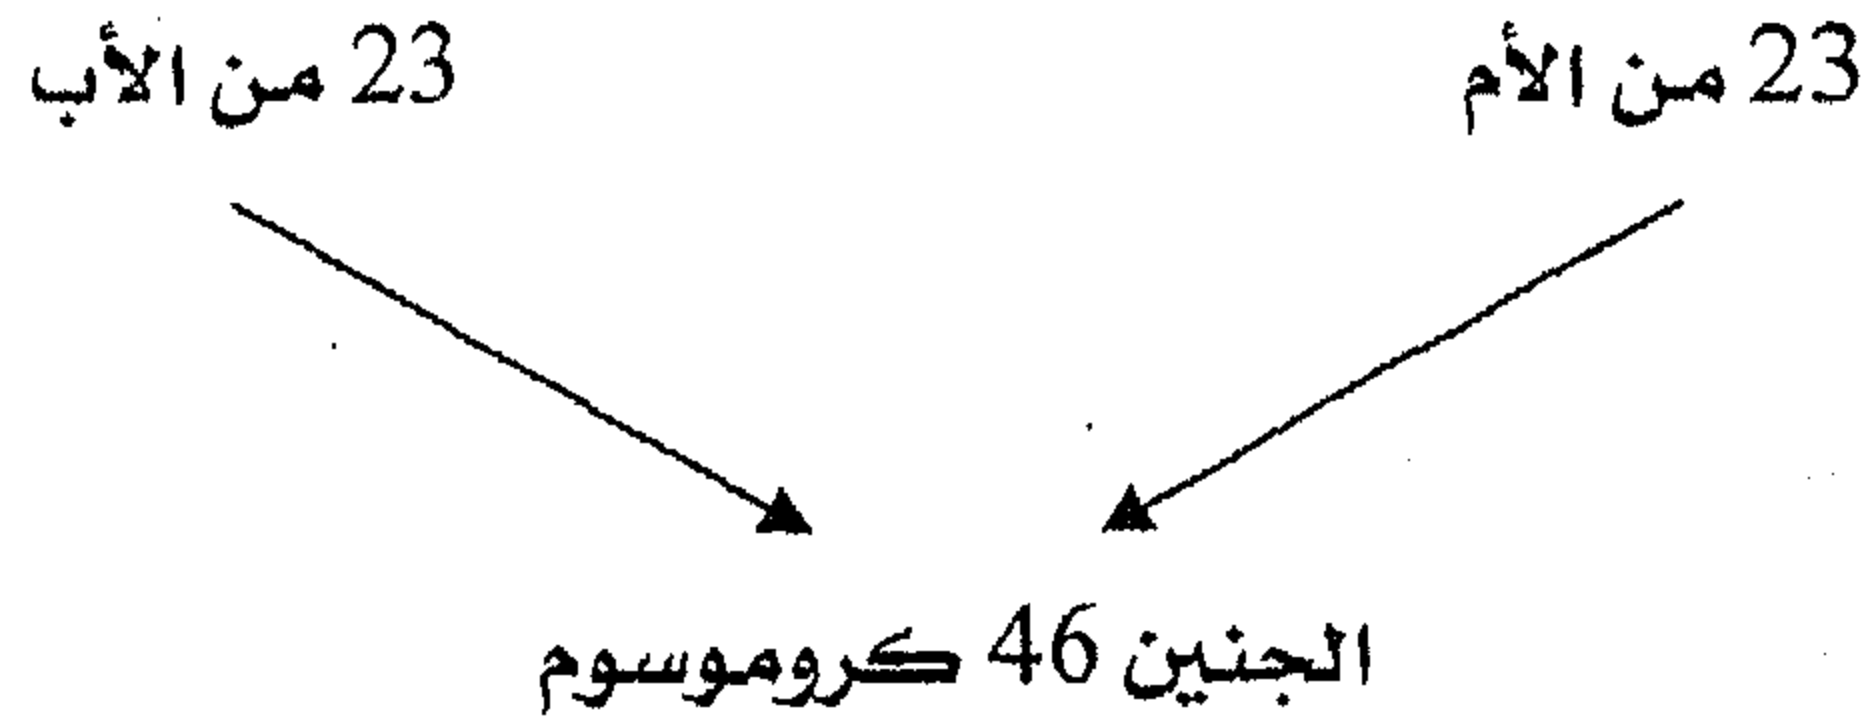 23 من الأم
23 من الأب
الجنين 46 كروموسوم